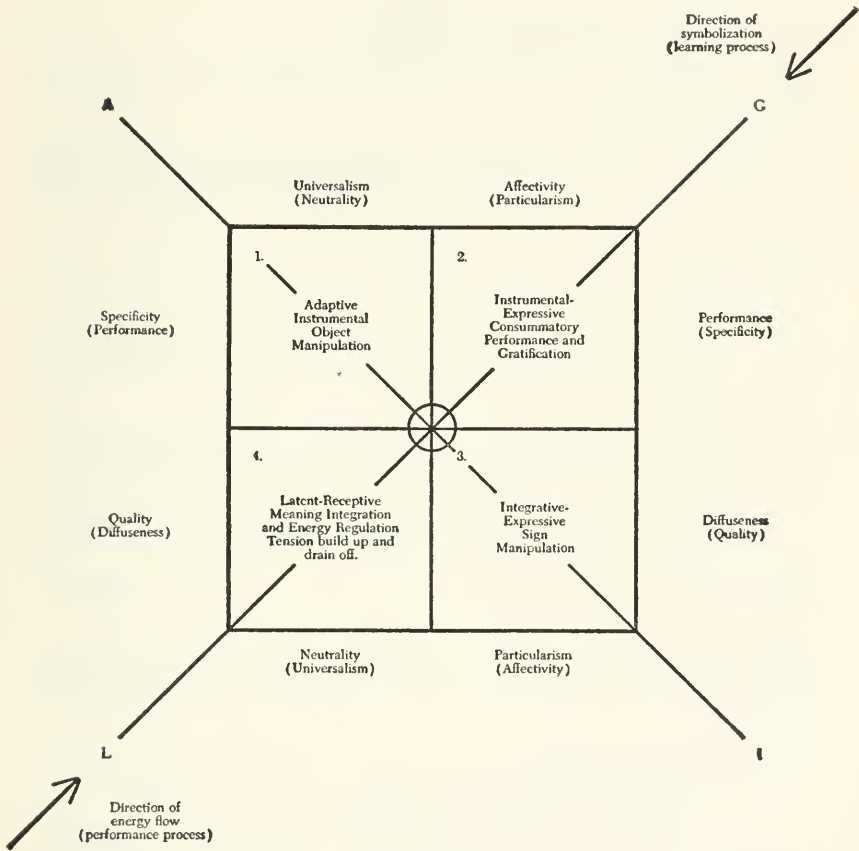 Direction of
symbolization
(learning process)
A
G
Universalism
(Neutrality)
Affectivity
(Particularism)
1.
2.
Specificity
(Performance)
Adaptive
Instrumental
Object
Manipulation
Instrumental-
Expressive
Consummatory
Performance and
Gratification
Performance
(Specificity)
4.
3.
Quality
(Diffuseness)
Latent-Receptive
Meaning Integration
and Energy Regulation
Tension build up and
drain off.
Integrative-
Expressive
Sign
Manipulation
Diffuseness
(Quality)
Neutrality
(Universalism)
Particularism
(Affectivity)
L
I
Direction of
energy flow
(performance process)